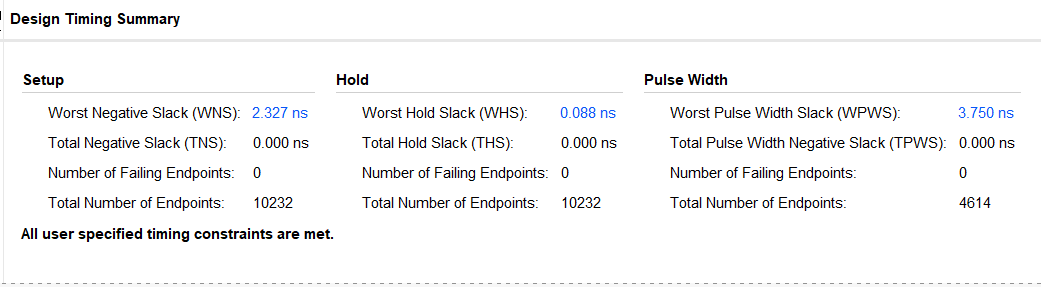 Design Timing Summary
Setup Hold Pulse Width
Worst Negative Slack (WNS): 2.327 ns Worst Hold Slack (WHS): 0.088 ns Worst Pulse Width Slack (WPWS): 3.750 ns
Total Negative Slack (TNS): 0.000 ns Total Hold Slack (THS): 0.000 ns Total Pulse Width Negative Slack (TPWS): 0.000 ns
Number of Failing Endpoints: 0 Number of Failing Endpoints: 0 Number of Failing Endpoints: 0
Total Number of Endpoints: 10232 Total Number of Endpoints: 10232 Total Number of Endpoints: 4614
All user specified timing constraints are met.